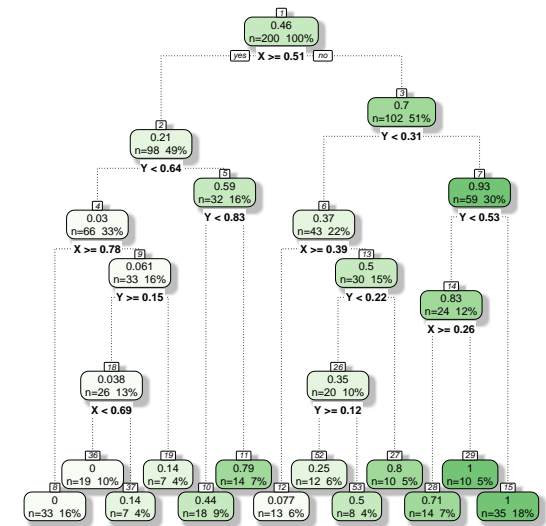 1
0.46
n=200 100%
yes X >= 0.51 no
3
0.7
n=102 51%
Y < 0.31
2
0.21
n=98 49%
Y < 0.64
5
0.59
n=32 16%
Y < 0.83
7
0.93
n=59 30%
Y < 0.53
4
0.03
n=66 33%
X >= 0.78
6
0.37
n=43 22%
X >= 0.39
9
0.061
n=33 16%
Y >= 0.15
13
0.5
n=30 15%
Y < 0.22
14
0.83
n=24 12%
X >= 0.26
18
0.038
n=26 13%
X < 0.69
26
0.35
n=20 10%
Y >= 0.12
36
0
n=19 10%
19
0.14
n=7 4%
11
0.79
n=14 7%
52
0.25
n=12 6%
27
0.8
n=10 5%
29
1
n=10 5%
8
0
n=33 16%
37
0.14
n=7 4%
10
0.44
n=18 9%
12
0.077
n=13 6%
53
0.5
n=8 4%
28
0.71
n=14 7%
15
1
n=35 18%